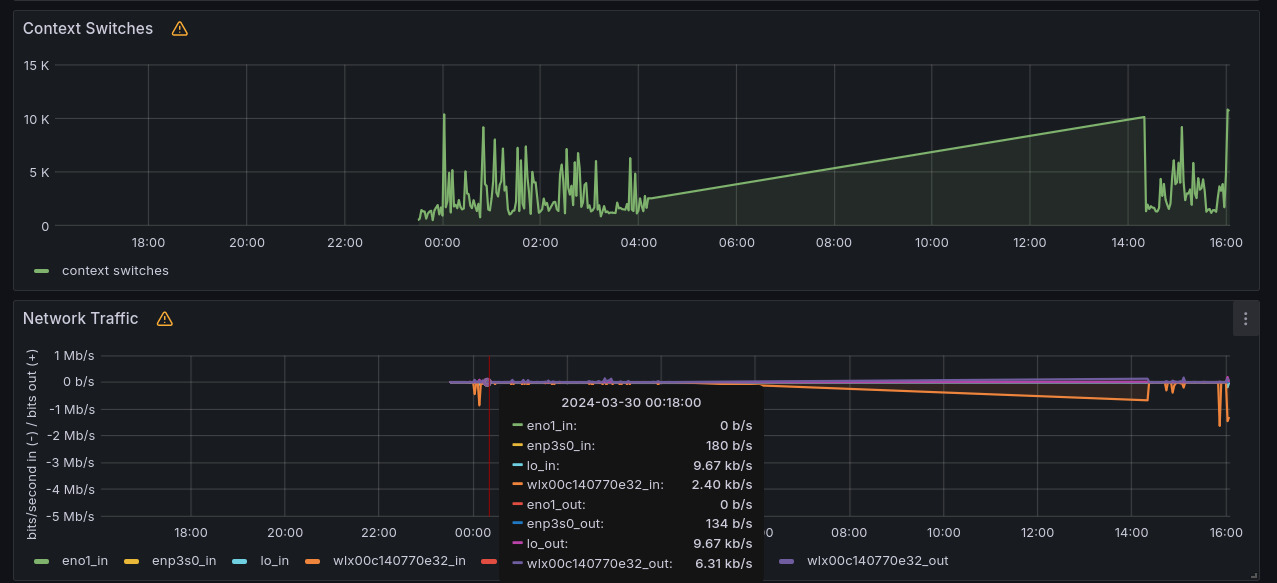 Context Switches
15 K
10 K
5 K
0
18:00 20:00 22:00 00:00 02:00 04:00 06:00 08:00 10:00 12:00 14:00 16:00
context switches
Network Traffic
bits/second in (-) / bits out (+)
1 Mb/s
0 b/s
-1 Mb/s
-2 Mb/s
-3 Mb/s
-4 Mb/s
-5 Mb/s
2024-03-30 00:18:00
eno1_in: 0 b/s
enp3s0_in: 180 b/s
lo_in: 9.67 kb/s
wlx00c140770e32_in: 2.40 kb/s
eno1_out: 0 b/s
enp3s0_out: 134 b/s
lo_out: 9.67 kb/s
wlx00c140770e32_out: 6.31 kb/s
18:00 20:00 22:00 00:00 08:00 10:00 12:00 14:00 16:00
eno1_in enp3s0_in lo_in wlx00c140770e32_in wlx00c140770e32_out